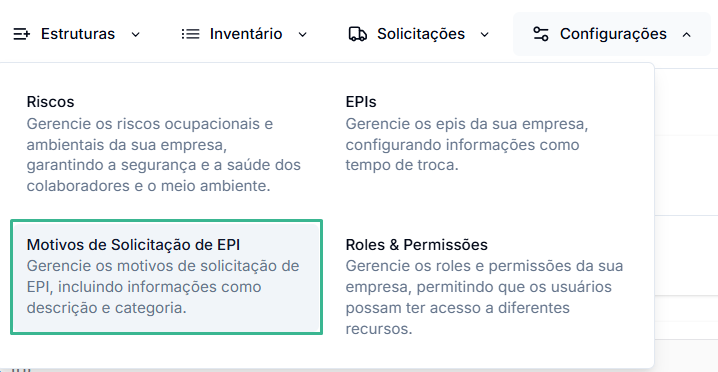 Estruturas Inventário Solicitações Configurações
Riscos
Gerencie os riscos ocupacionais e
ambientais da sua empresa,
garantindo a segurança e a saúde dos
colaboradores e o meio ambiente.
EPIs
Gerencie os epis da sua empresa,
configurando informações como
tempo de troca.
Motivos de Solicitação de EPI
Gerencie os motivos de solicitação de
EPI, incluindo informações como
descrição e categoria.
Roles & Permissões
Gerencie os roles e permissões da sua
empresa, permitindo que os usuários
possam ter acesso a diferentes
recursos.